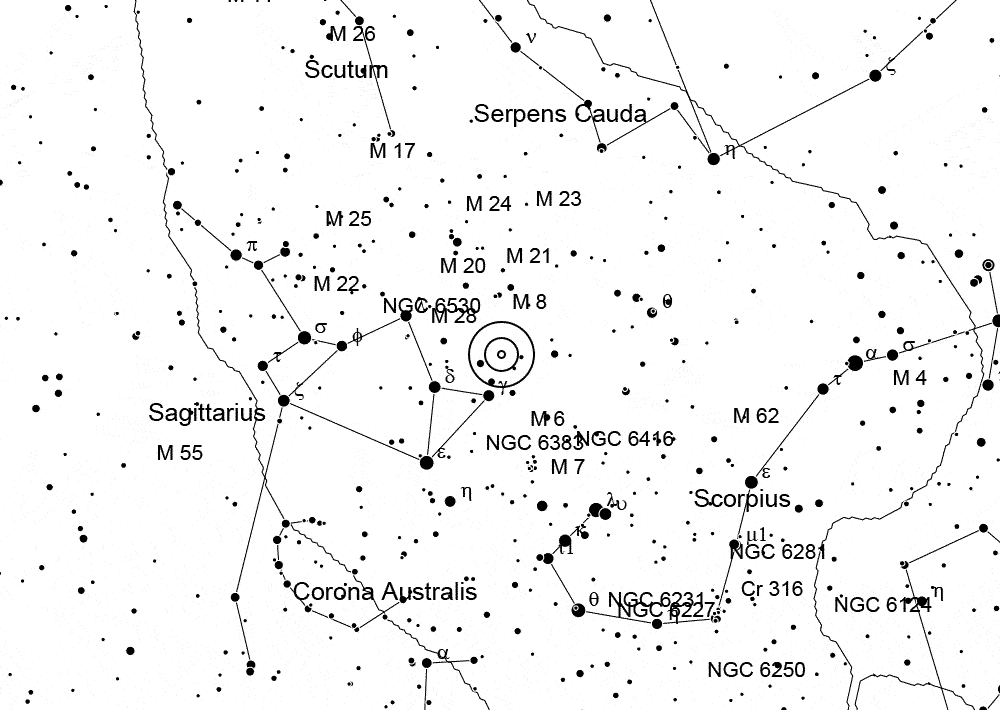 M 26
ν
Scutum
ζ
Serpens Cauda
M 17
η
M 24
M 23
M 25
π
M 20
M 21
M 22
M 8
θ
NGC 6530
λ
M 28
σ
φ
σ
α
τ
M 4
δ
τ
γ
ζ
Sagittarius
M 6
M 62
NGC 6383
NGC 6416
M 55
ε
M 7
ε
η
Scorpius
λ
υ
κ
μ1
ι1
NGC 6281
Corona Australis
θ
NGC 6231
Cr 316
η
NGC 6124
NGC 6227
η
α
NGC 6250